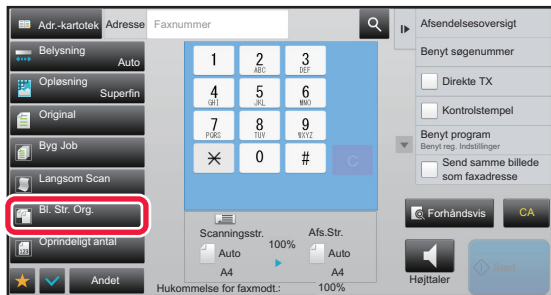 Adr.-kartotek Adresse Faxnummer
Belysning
Auto
Opløsning
Superfin
Original
Byg Job
Langsom Scan
Bl. Str. Org.
Oprindeligt antal
Andet
1 2 3
ABC DEF
4 5 6
GHI JKL MNO
7 8 9
PQRS TUV WXYZ
0 #
C
Scanningsstr. 100% Afs.Str.
Auto Auto
A4 A4
Hukommelse for faxmodt.: 100%
Afsendelsesoversigt
Benyt søgenummer
Direkte TX
Kontrolstempel
Benyt program
Benyt reg. Indstillinger
Send samme billede
som faxadresse
Forhåndsvis CA
Højttaler
Start